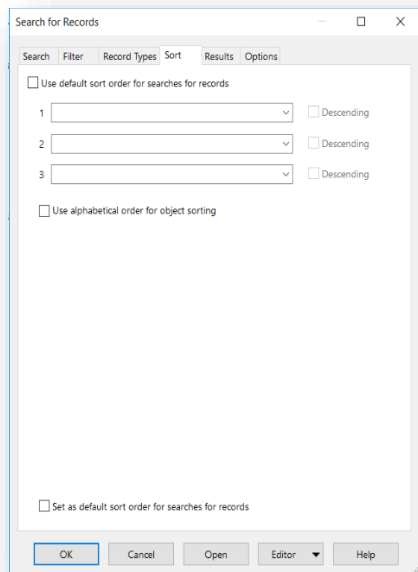 Search for Records
Search Filter Record Types Sort Results Options
Use default sort order for searches for records
1 Descending
2 Descending
3 Descending
Use alphabetical order for object sorting
Set as default sort order for searches for records
OK Cancel Open Editor Help